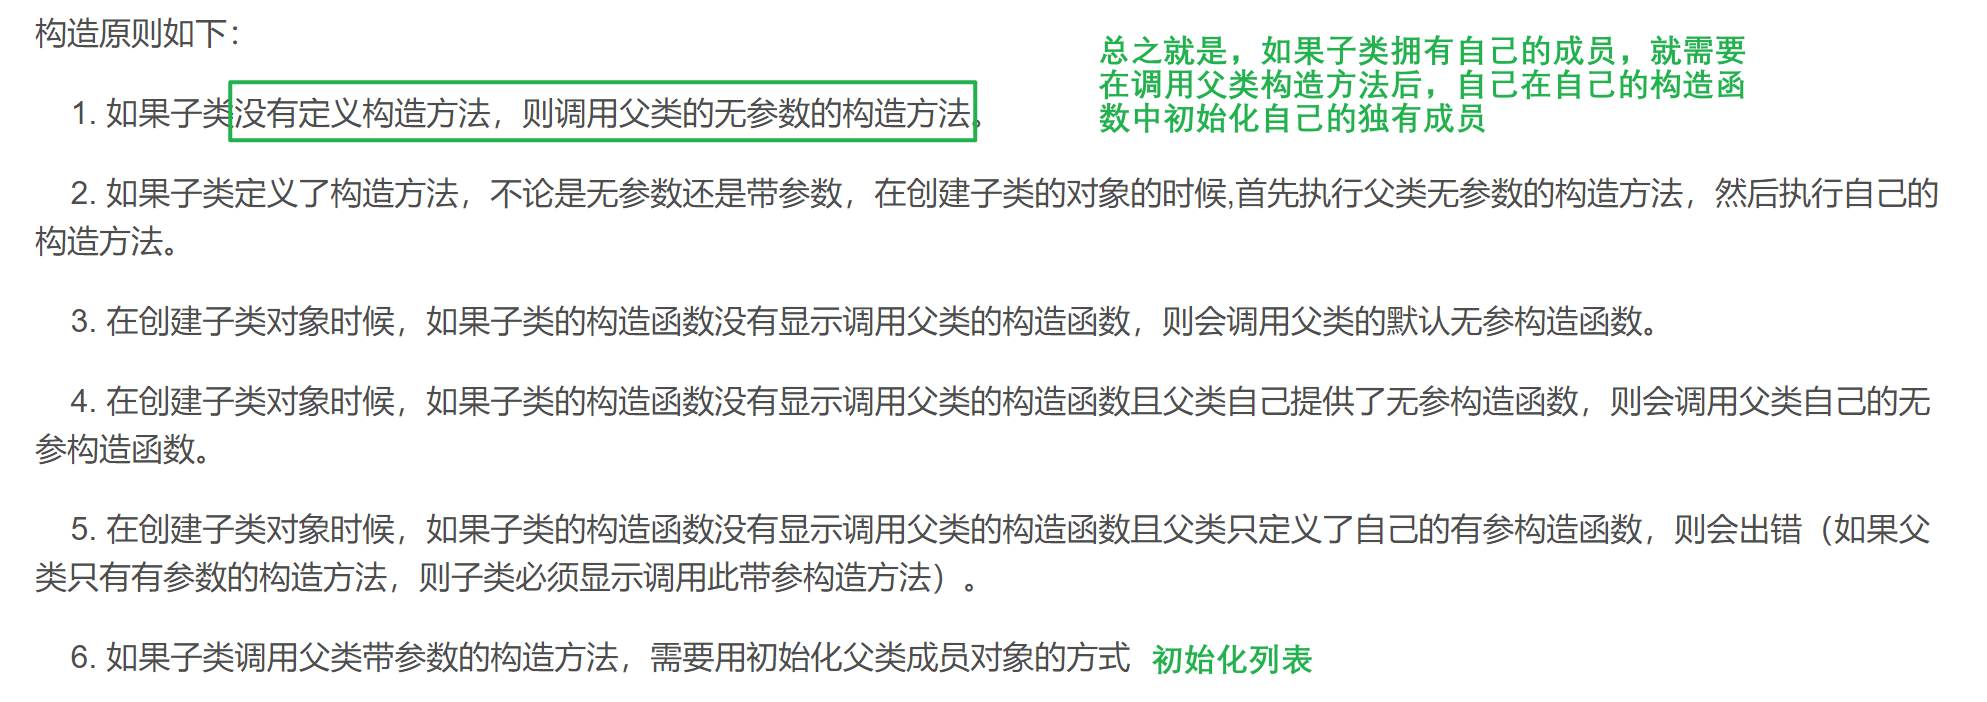 构造原则如下：
总之就是，如果子类拥有自己的成员，就需要
在调用父类构造方法后，自己在自己的构造函
数中初始化自己的独有成员
1. 如果子类没有定义构造方法，则调用父类的无参数的构造方法。
2. 如果子类定义了构造方法，不论是无参数还是带参数，在创建子类的对象的时候,首先执行父类无参数的构造方法，然后执行自己的
构造方法。
3. 在创建子类对象时候，如果子类的构造函数没有显示调用父类的构造函数，则会调用父类的默认无参构造函数。
4. 在创建子类对象时候，如果子类的构造函数没有显示调用父类的构造函数且父类自己提供了无参构造函数，则会调用父类自己的无
参构造函数。
5. 在创建子类对象时候，如果子类的构造函数没有显示调用父类的构造函数且父类只定义了自己的有参构造函数，则会出错（如果父
类只有有参数的构造方法，则子类必须显示调用此带参构造方法）。
6. 如果子类调用父类带参数的构造方法，需要用初始化父类成员对象的方式 初始化列表